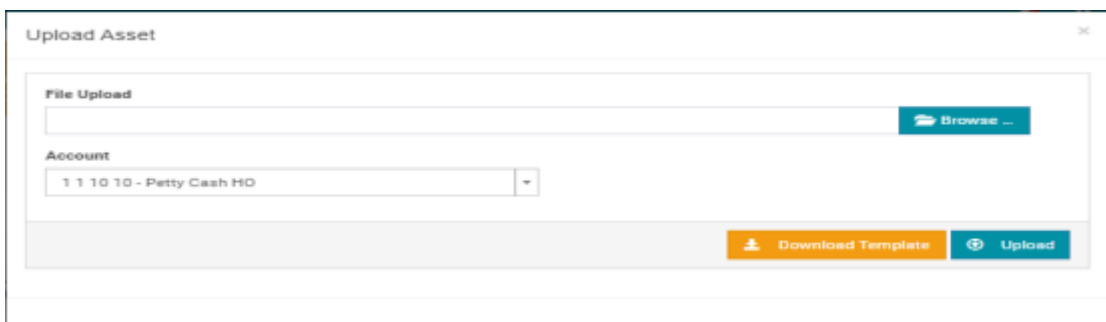 Upload Asset ×
File Upload
Browse ...
Account
1 1 10 10 - Petty Cash HO
Download Template Upload